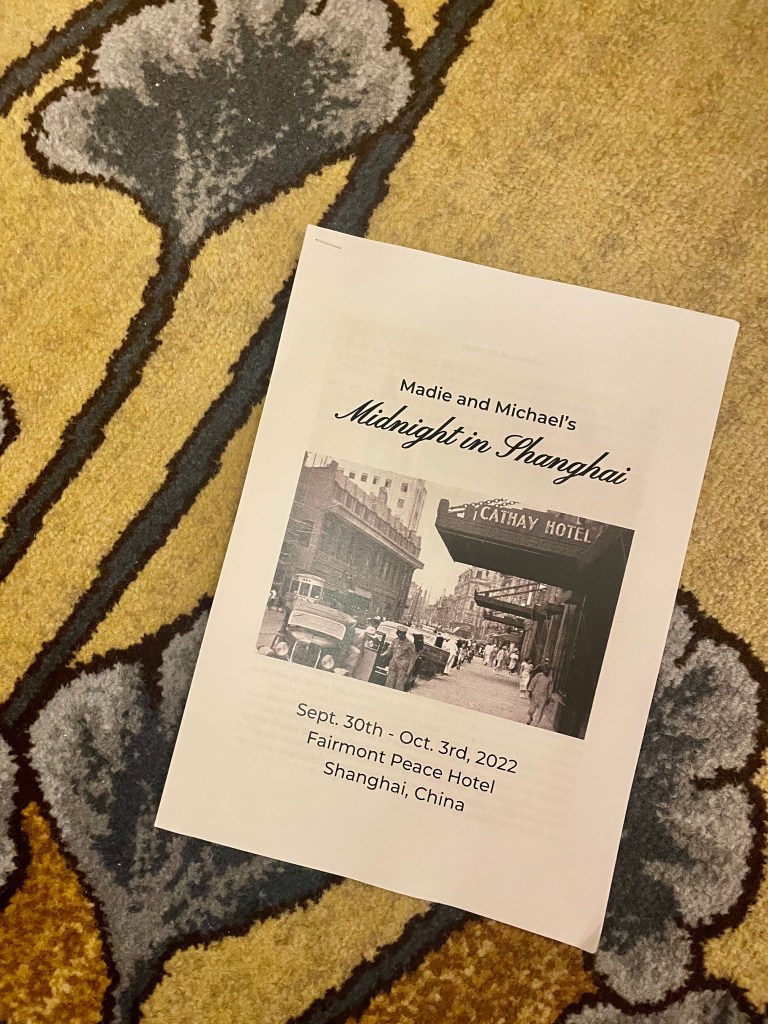 Madie and Michael's
Midnight in Shanghai
CATHAY HOTEL
Sept. 30th - Oct. 3rd, 2022
Fairmont Peace Hotel
Shanghai, China